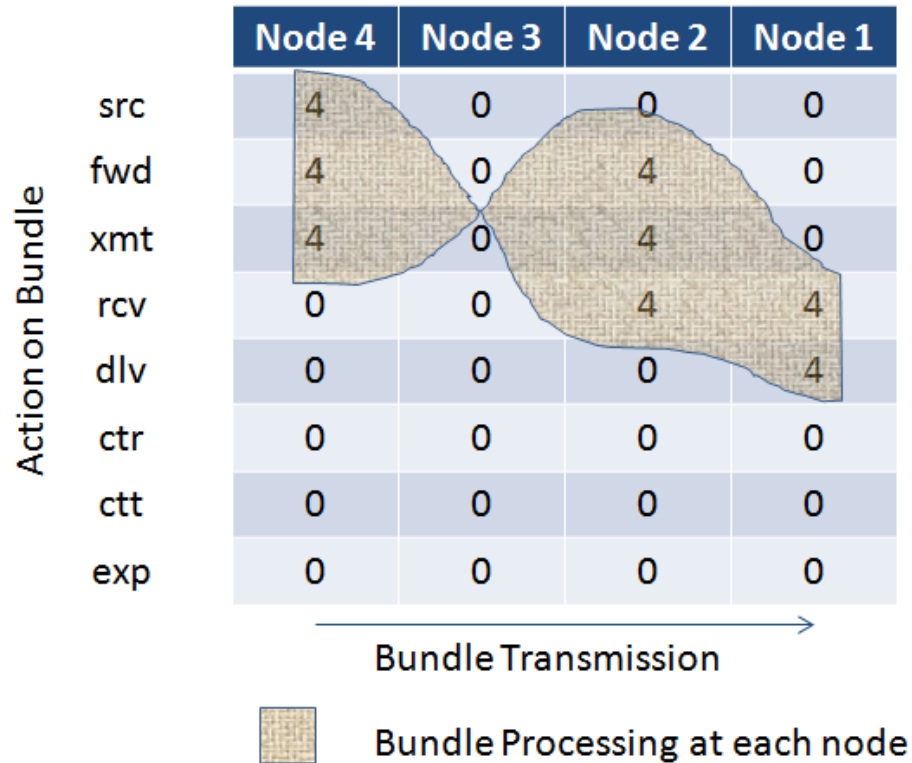 Node 4 Node 3 Node 2 Node 1
src 4 0 0 0
fwd 4 0 4 0
xmt 4 0 4 0
rcv 0 0 4 4
dlv 0 0 0 4
ctr 0 0 0 0
ctt 0 0 0 0
exp 0 0 0 0
Action on Bundle
Bundle Transmission
Bundle Processing at each node